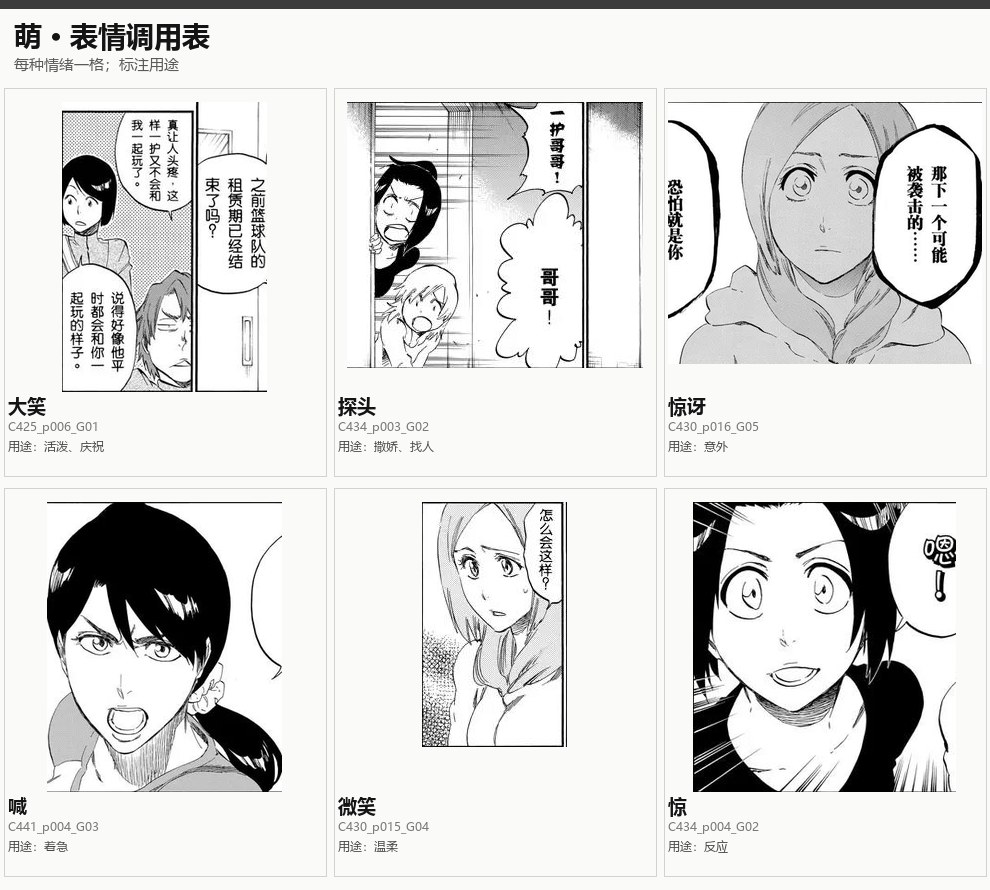 萌·表情调用表
每种情绪一格；标注用途
之前篮球队的
租赁期已经结
束了吗？
真让人头疼，这
样一护又不会和
我一起玩了。
说得好像他平
时都会和你一
起玩的样子。
大笑
C425_p006_G01
用途：活泼、庆祝
一护哥哥！
哥哥！
探头
C434_p003_G02
用途：撒娇、找人
那下一个可能
被袭击的……
恐怕就是你
惊讶
C430_p016_G05
用途：意外
喊
C441_p004_G03
用途：着急
怎么会这样？
微笑
C430_p015_G04
用途：温柔
嗯！
惊
C434_p004_G02
用途：反应